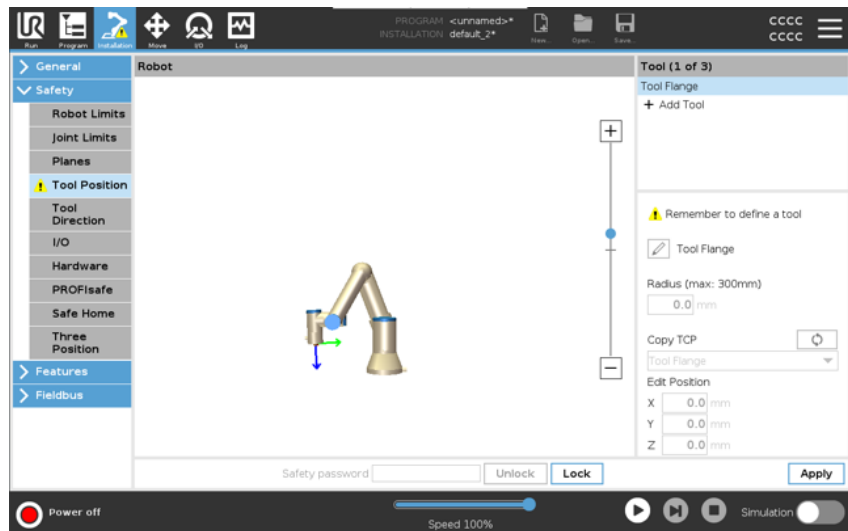 UR
Run
Program
Installation
Move
I/O
Log
PROGRAM <unnamed>*
INSTALLATION default_2*
New...
Open...
Save...
CCCC
CCCC
General
Safety
Robot Limits
Joint Limits
Planes
Tool Position
Tool
Direction
I/O
Hardware
PROFIsafe
Safe Home
Three
Position
Features
Fieldbus
Robot
Tool (1 of 3)
Tool Flange
+ Add Tool
Remember to define a tool
Tool Flange
Radius (max: 300mm)
0.0 mm
Copy TCP
Tool Flange
Edit Position
X 0.0 mm
Y 0.0 mm
Z 0.0 mm
Safety password
Unlock
Lock
Apply
Power off
Speed 100%
Simulation